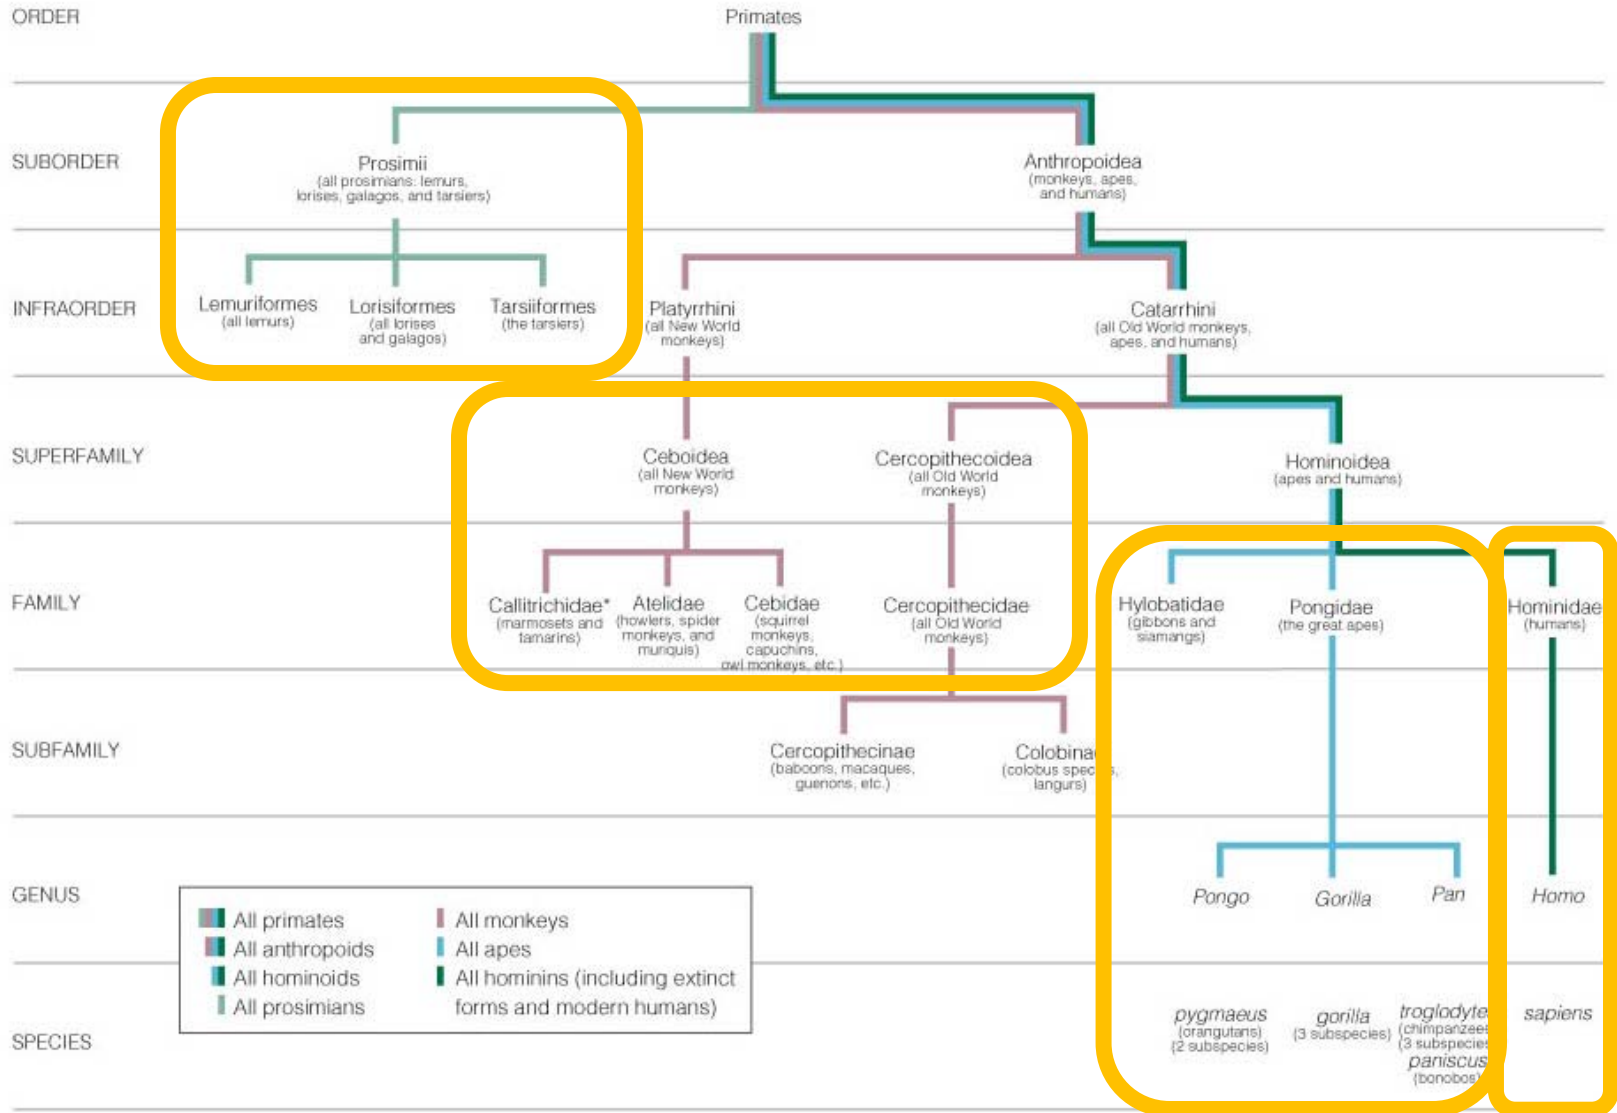 ORDER
Primates
SUBORDER
Prosimii
(all prosimians: lemurs,
lorises, galagos, and tarsiers)
Anthropoidea
(monkeys, apes,
and humans)
INFRAORDER
Lemuriformes
(all lemurs)
Lorisiformes
(all lorises
and galagos)
Tarsiiformes
(the tarsiers)
Platyrrhini
(all New World
monkeys)
Catarrhini
(all Old World monkeys,
apes, and humans)
SUPERFAMILY
Ceboidea
(all New World
monkeys)
Cercopithecoidea
(all Old World
monkeys)
Hominoidea
(apes and humans)
FAMILY
Callitrichidae*
(marmosets and
tamarins)
Atelidae
(howlers, spider
monkeys, and
muriquis)
Cebidae
(squirrel
monkeys,
capuchins,
owl monkeys, etc.)
Cercopithecidae
(all Old World
monkeys)
Hylobatidae
(gibbons and
siamangs)
Pongidae
(the great apes)
Hominidae
(humans)
SUBFAMILY
Cercopithecinae
(baboons, macaques,
guenons, etc.)
Colobinae
(colobus species,
langurs)
GENUS
Pongo
Gorilla
Pan
Homo
All primates
All anthropoids
All hominoids
All prosimians
All monkeys
All apes
All hominins (including extinct
forms and modern humans)
SPECIES
pygmaeus
(orangutans)
(2 subspecies)
gorilla
(3 subspecies)
troglodyte
(chimpanzee
(3 subspecie
paniscus
(bonobos)
sapiens